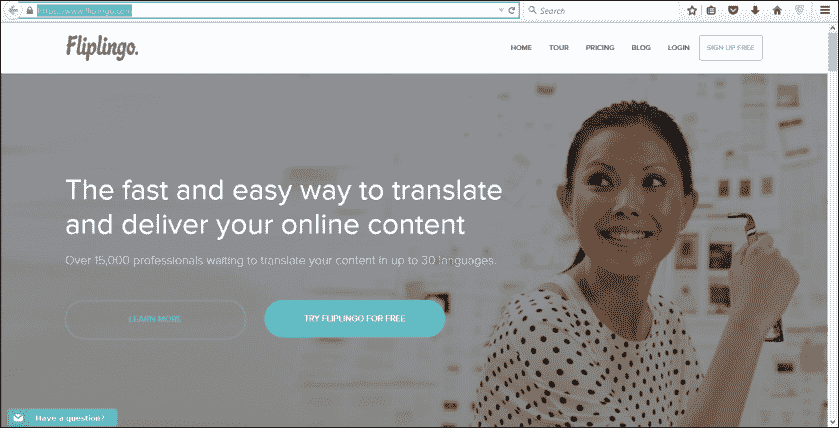 https://www.fliplingo.com
Search
Fliplingo.
HOME TOUR PRICING BLOG LOGIN SIGN UP FREE
The fast and easy way to translate
and deliver your online content
Over 15,000 professionals waiting to translate your content in up to 30 languages.
LEARN MORE TRY FLIPLINGO FOR FREE
Have a question?